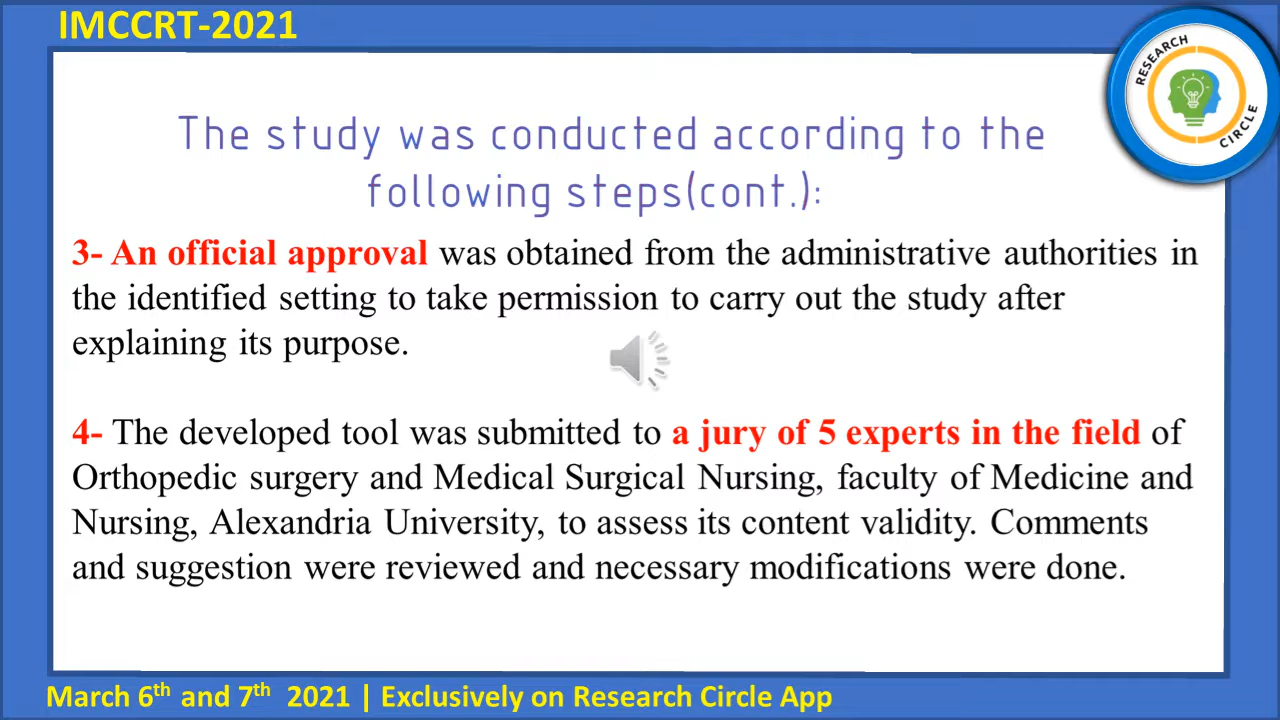 IMCCRT-2021
RESEARCH
CIRCLE
The study was conducted according to the
following steps(cont.):
3- An official approval was obtained from the administrative authorities in
the identified setting to take permission to carry out the study after
explaining its purpose.
4- The developed tool was submitted to a jury of 5 experts in the field of
Orthopedic surgery and Medical Surgical Nursing, faculty of Medicine and
Nursing, Alexandria University, to assess its content validity. Comments
and suggestion were reviewed and necessary modifications were done.
March 6th and 7th 2021 | Exclusively on Research Circle App